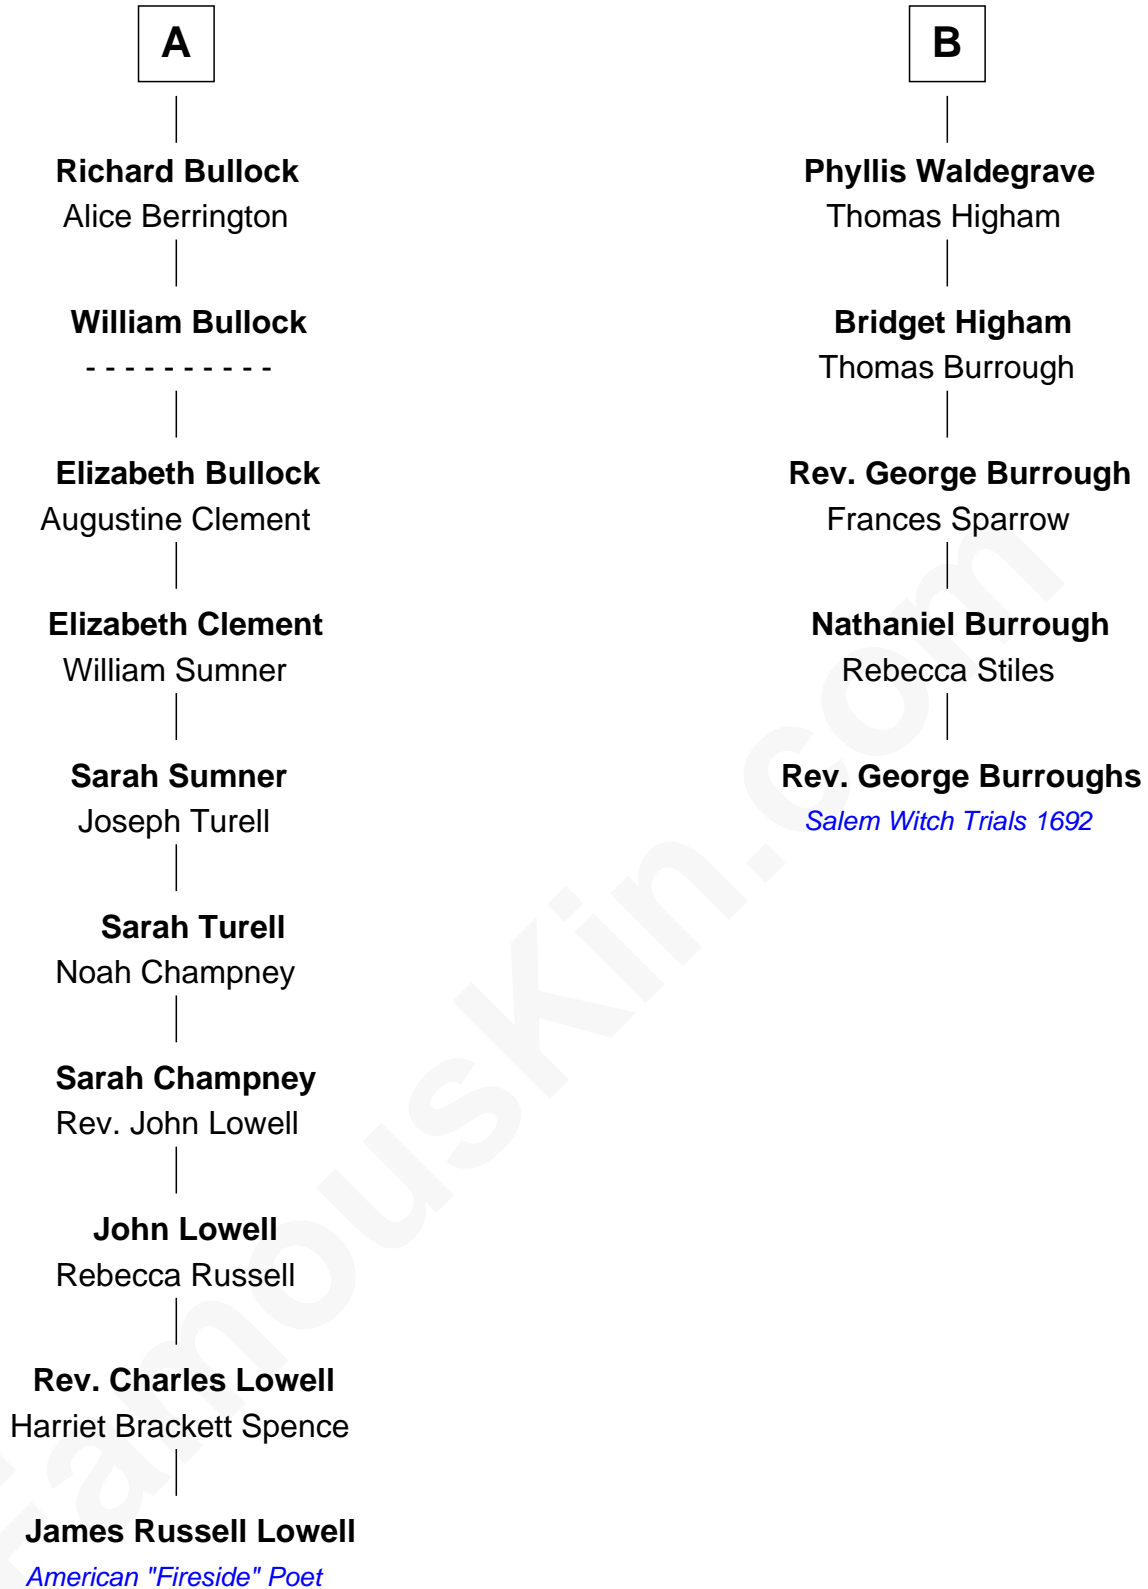 A
Richard Bullock
Alice Berrington
William Bullock
- - - - - - - - - -
Elizabeth Bullock
Augustine Clement
Elizabeth Clement
William Sumner
Sarah Sumner
Joseph Turell
Sarah Turell
Noah Champney
Sarah Champney
Rev. John Lowell
John Lowell
Rebecca Russell
Rev. Charles Lowell
Harriet Brackett Spence
James Russell Lowell
American "Fireside" Poet
B
Phyllis Waldegrave
Thomas Higham
Bridget Higham
Thomas Burrough
Rev. George Burrough
Frances Sparrow
Nathaniel Burrough
Rebecca Stiles
Rev. George Burroughs
Salem Witch Trials 1692
FamousKin.com